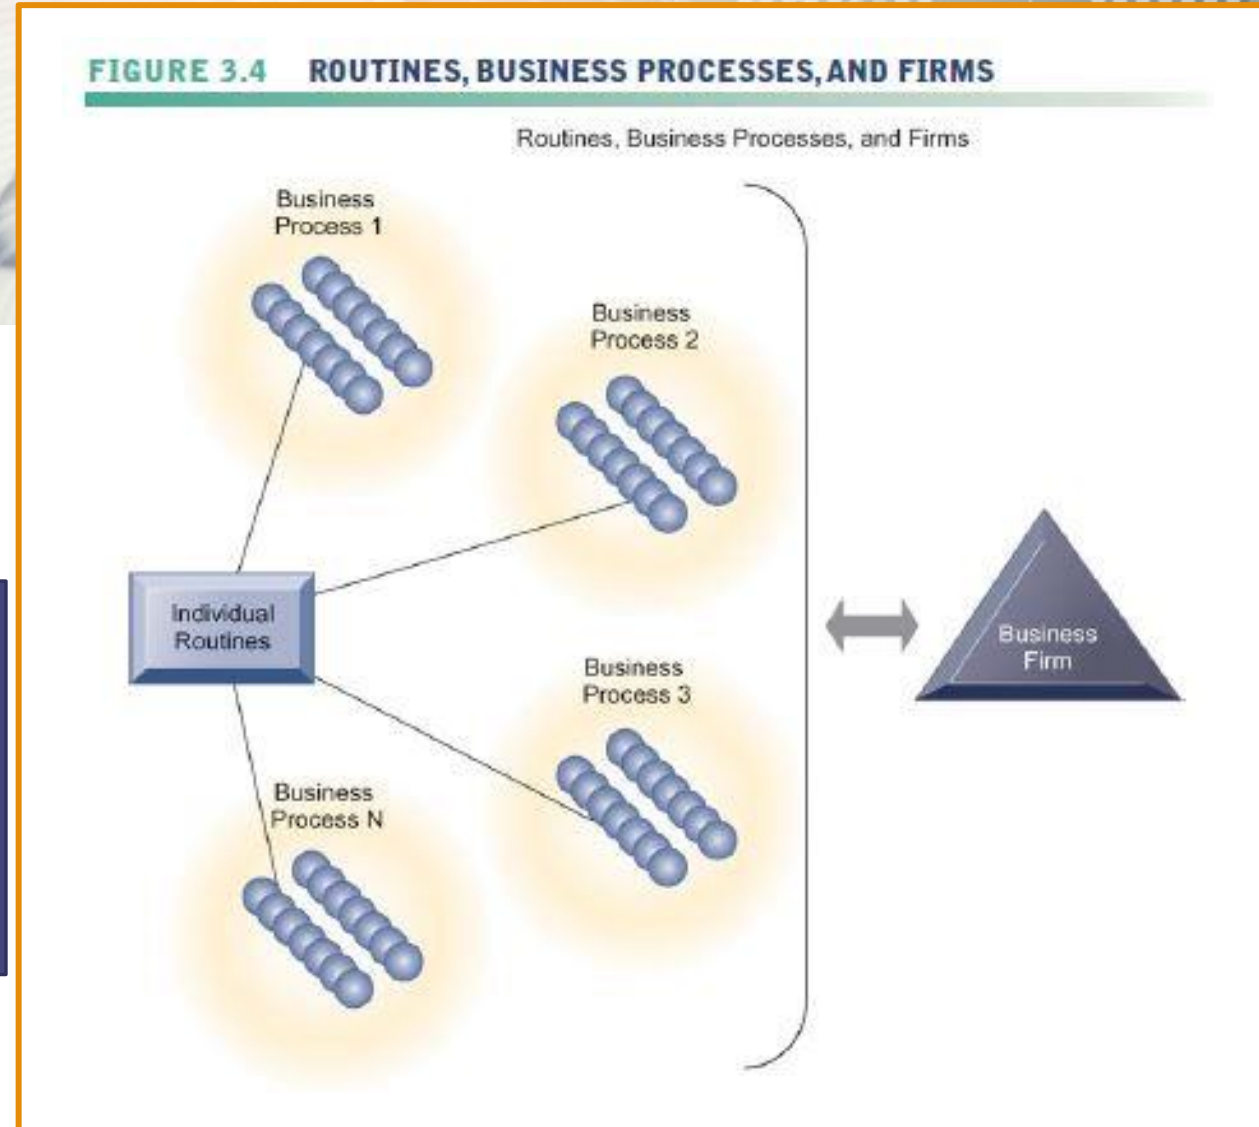 FIGURE 3.4 ROUTINES, BUSINESS PROCESSES, AND FIRMS
Routines, Business Processes, and Firms
Business
Process 1
Business
Process 2
Individual
Routines
Business
Firm
Business
Process 3
Business
Process N